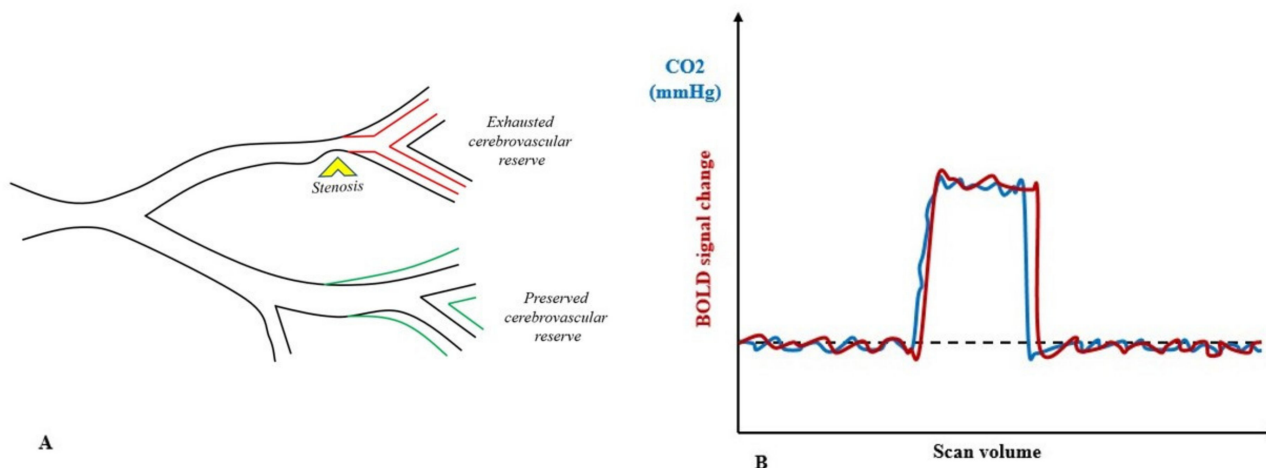 Exhausted
cerebrovascular
reserve
Stenosis
Preserved
cerebrovascular
reserve
A
CO2
(mmHg)
BOLD signal change
Scan volume
B